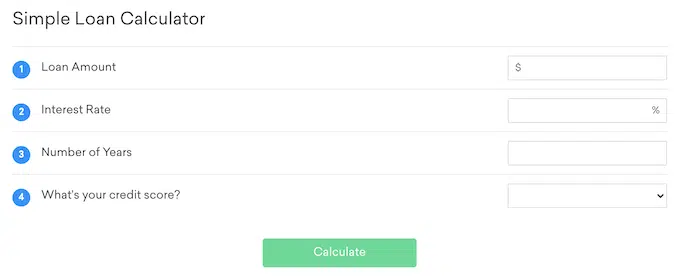 Simple Loan Calculator
1 Loan Amount $
2 Interest Rate %
3 Number of Years
4 What's your credit score?
Calculate